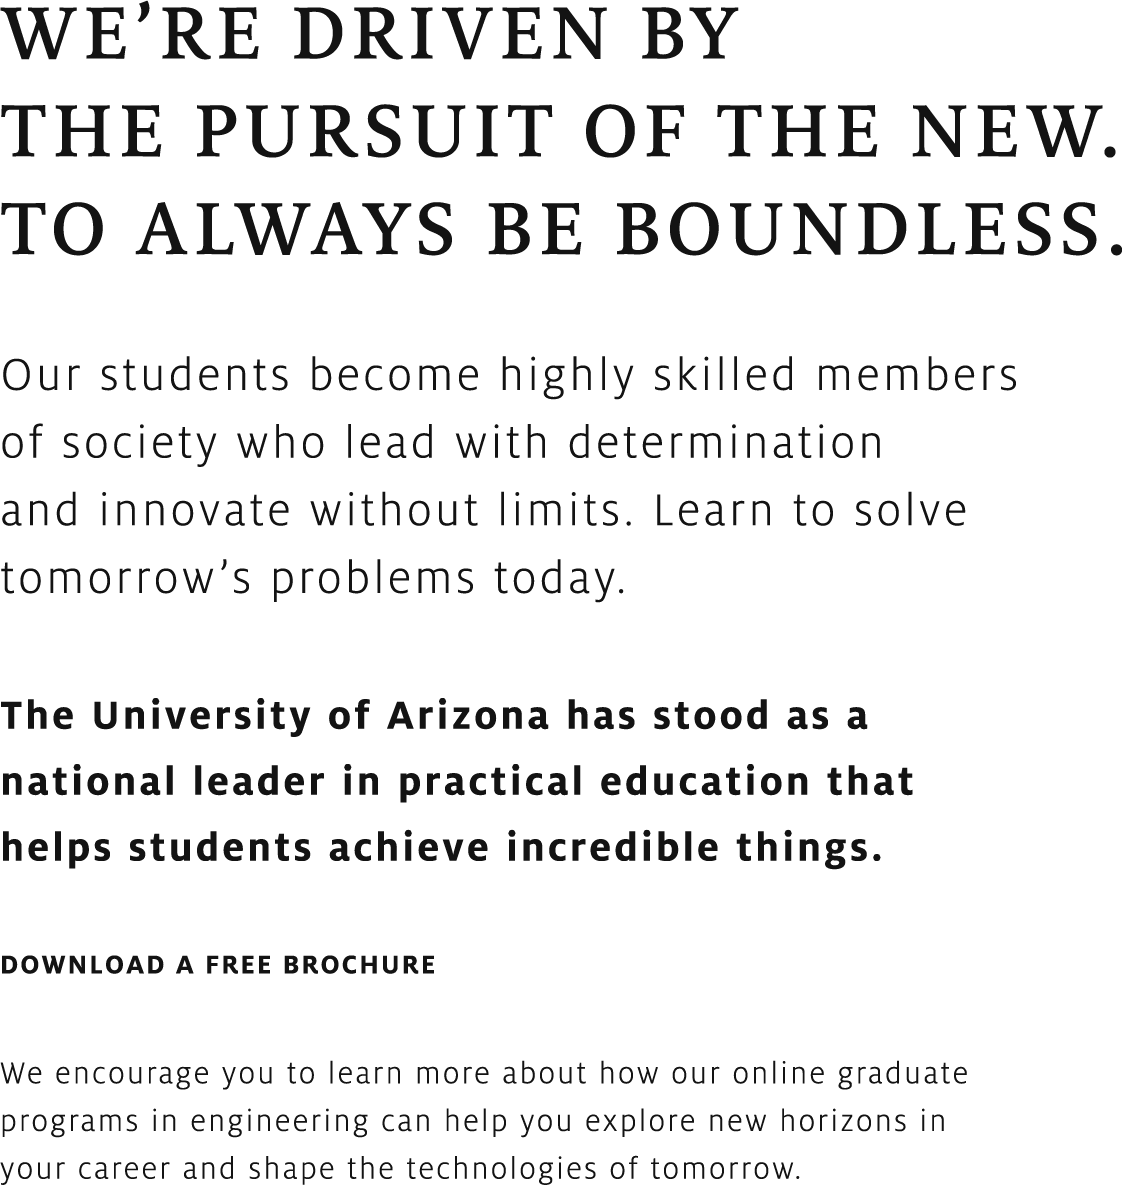 WE’RE DRIVEN BY
THE PURSUIT OF THE NEW.
TO ALWAYS BE BOUNDLESS.
Our students become highly skilled members
of society who lead with determination
and innovate without limits. Learn to solve
tomorrow’s problems today.
The University of Arizona has stood as a
national leader in practical education that
helps students achieve incredible things.
DOWNLOAD A FREE BROCHURE
We encourage you to learn more about how our online graduate
programs in engineering can help you explore new horizons in
your career and shape the technologies of tomorrow.